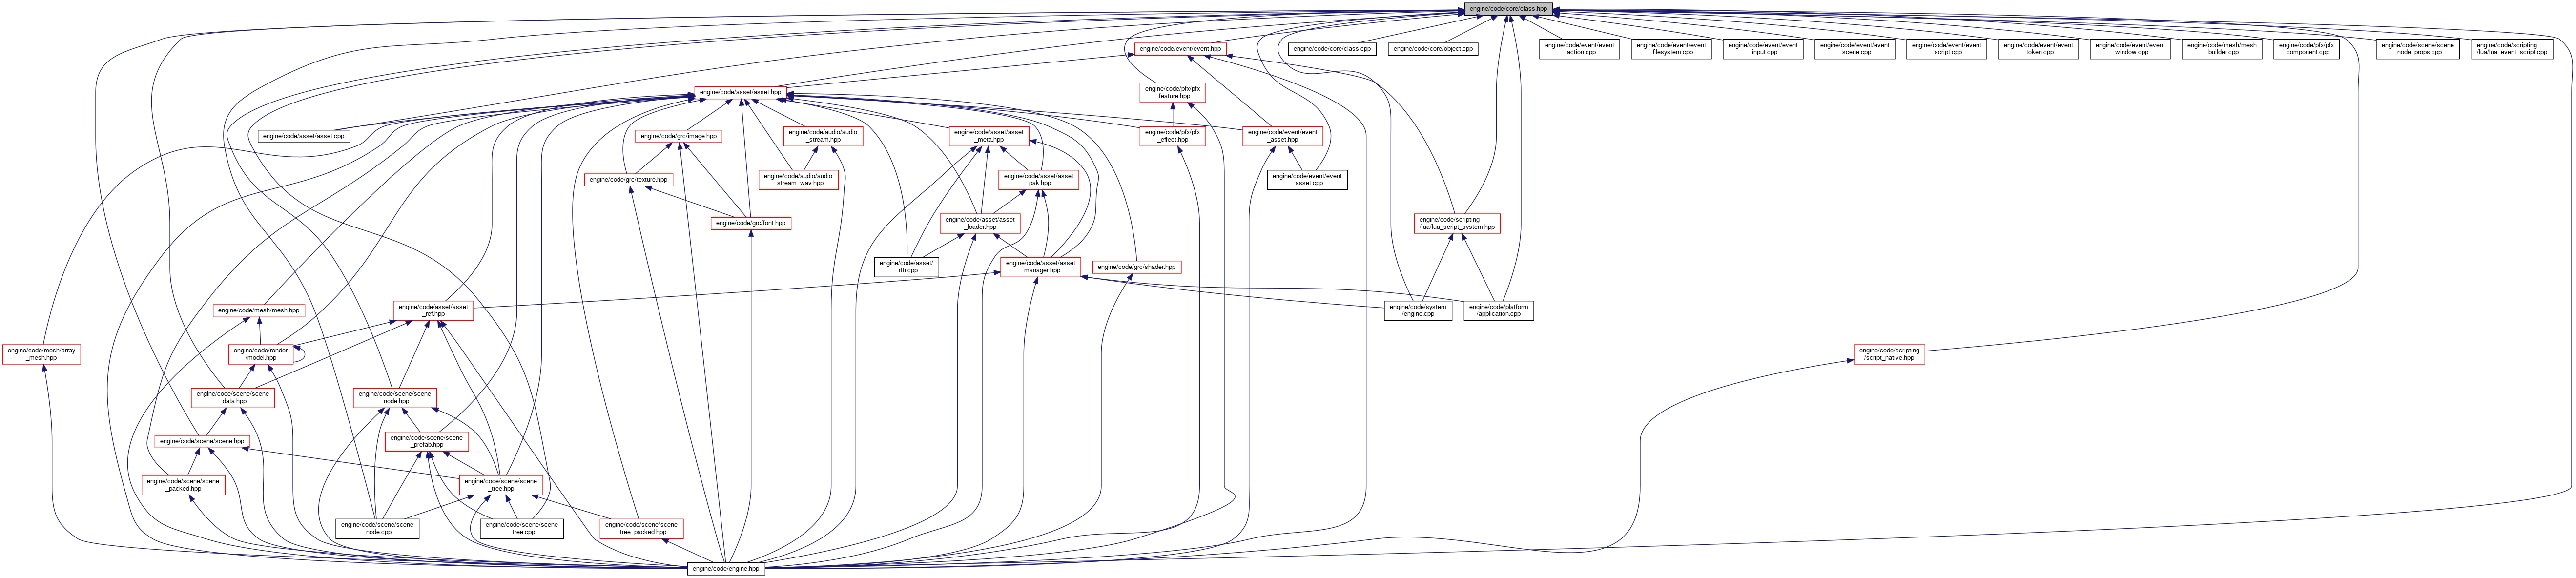 engine/code/core/class.hpp
engine/code/event/event.hpp
engine/code/core/class.cpp
engine/code/core/object.cpp
engine/code/event/event
_action.cpp
engine/code/event/event
_filesystem.cpp
engine/code/event/event
_input.cpp
engine/code/event/event
_scene.cpp
engine/code/event/event
_script.cpp
engine/code/event/event
_token.cpp
engine/code/event/event
_window.cpp
engine/code/mesh/mesh
_builder.cpp
engine/code/pfx/pfx
_component.cpp
engine/code/scene/scene
_node_props.cpp
engine/code/scripting
/lua/lua_event_script.cpp
engine/code/asset/asset.hpp
engine/code/pfx/pfx
_feature.hpp
engine/code/asset/asset.cpp
engine/code/grc/image.hpp
engine/code/audio/audio
_stream.hpp
engine/code/asset/asset
_meta.hpp
engine/code/pfx/pfx
_effect.hpp
engine/code/event/event
_asset.hpp
engine/code/grc/texture.hpp
engine/code/audio/audio
_stream_wav.hpp
engine/code/asset/asset
_pak.hpp
engine/code/event/event
_asset.cpp
engine/code/grc/font.hpp
engine/code/asset/asset
_loader.hpp
engine/code/scripting
/lua/lua_script_system.hpp
engine/code/asset/
_rtti.cpp
engine/code/asset/asset
_manager.hpp
engine/code/grc/shader.hpp
engine/code/mesh/mesh.hpp
engine/code/asset/asset
_ref.hpp
engine/code/system
/engine.cpp
engine/code/platform
/application.cpp
engine/code/mesh/array
_mesh.hpp
engine/code/render
/model.hpp
engine/code/scripting
/script_native.hpp
engine/code/scene/scene
_data.hpp
engine/code/scene/scene
_node.hpp
engine/code/scene/scene.hpp
engine/code/scene/scene
_prefab.hpp
engine/code/scene/scene
_packed.hpp
engine/code/scene/scene
_tree.hpp
engine/code/scene/scene
_node.cpp
engine/code/scene/scene
_tree.cpp
engine/code/scene/scene
_tree_packed.hpp
engine/code/engine.hpp